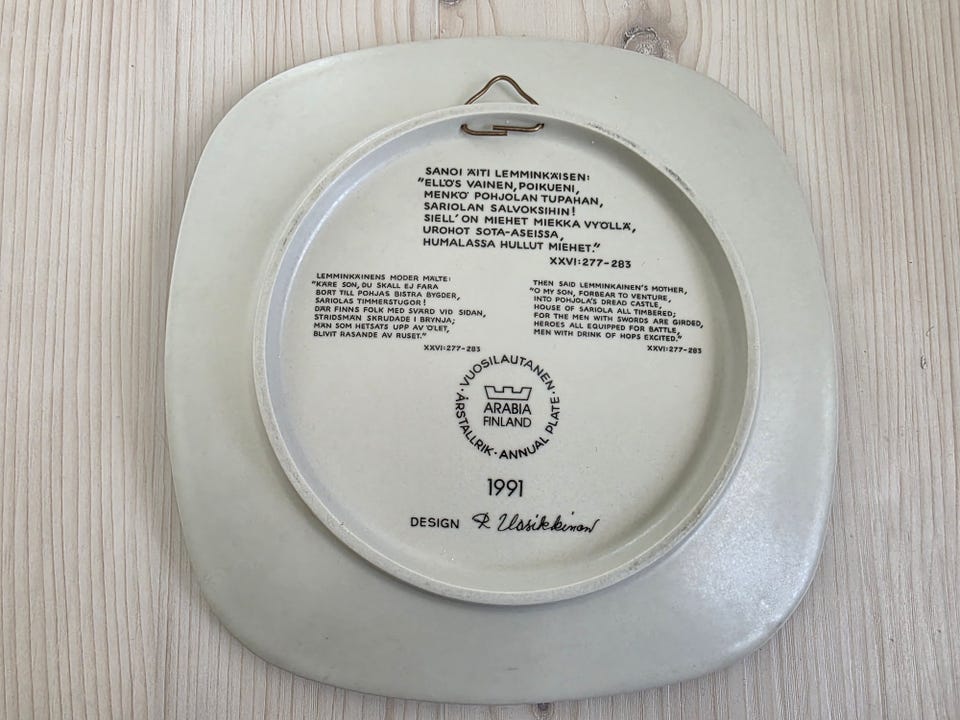 SANOI ÄITI LEMMINKÄISEN:
"ELLÖS VAINEN, POIKUENI,
MENKÖ POHJOLAN TUPAHAN,
SARIOLAN SALVOKSIHIN!
SIELL' ON MIEHET MIEKKA VYÖLLÄ,
UROHOT SOTA-ASEISSA,
HUMALASSA HULLUT MIEHET."
XXVI:277-283
LEMMINKÄINENS MODER MÄLTE:
"KÄRE SON, DU SKALL EJ FARA
BORT TILL POHJAS BISTRA BYGDER,
SARIOLAS TIMMERSTUGOR!
DÄR FINNS FOLK MED SVÄRD VID SIDAN,
STRIDSMÄN SKRUDADE I BRYNJA;
MÄN SOM HETSATS UPP AV ÖLET,
BLIVIT RASANDE AV RUSET."
XXVI:277-283
THEN SAID LEMMINKAINEN'S MOTHER,
"O MY SON, FORBEAR TO VENTURE,
INTO POHJOLA'S DREAD CASTLE,
HOUSE OF SARIOLA ALL TIMBERED;
FOR THE MEN WITH SWORDS ARE GIRDED,
HEROES ALL EQUIPPED FOR BATTLE,
MEN WITH DRINK OF HOPS EXCITED."
XXVI:277-283
· VUOSILAUTANEN ·
ARABIA
FINLAND
ÅRSTALLRIK · ANNUAL PLATE
1991
DESIGN R Uosikkinen